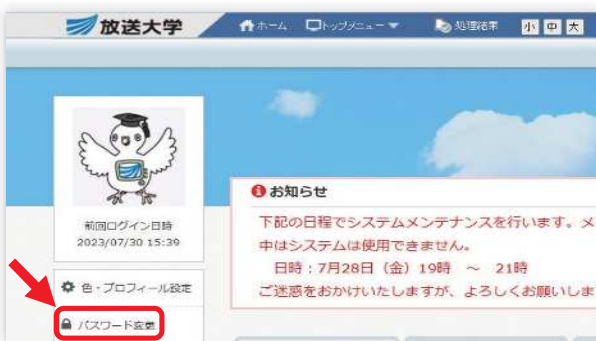 放送大学
ホーム トップメニュー 処理結果 小 中 大
お知らせ
前回ログイン日時
2023/07/30 15:39
下記の日程でシステムメンテナンスを行います。メ
中はシステムは使用できません。
日時：7月28日（金）19時 ～ 21時
ご迷惑をおかけいたしますが、よろしくお願いしま
色・プロフィール設定
パスワード変更